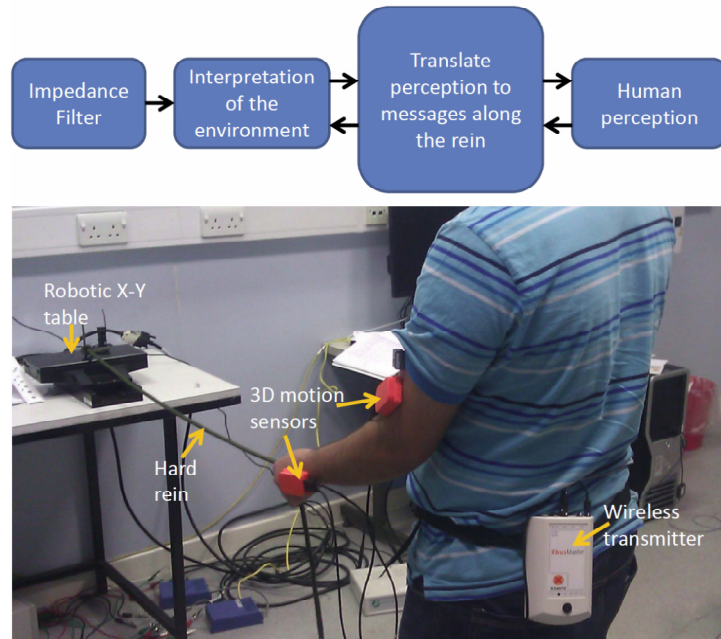 Impedance
Filter
Interpretation
of the
environment
Translate
perception to
messages along
the rein
Human
perception
Robotic X-Y
table
3D motion
sensors
Hard
rein
Wireless
transmitter